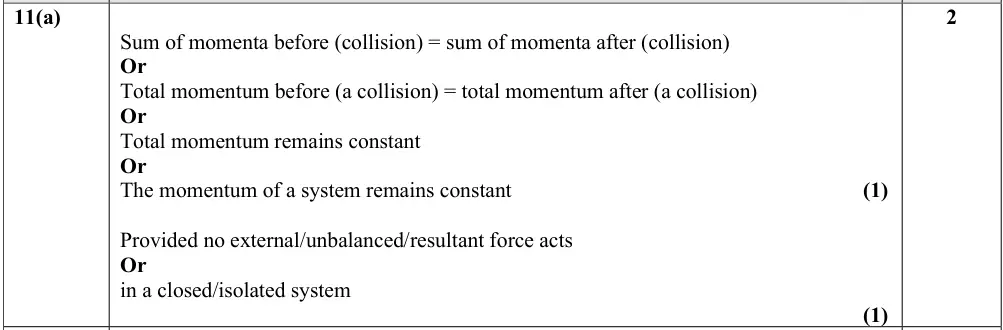 11(a)
2
Sum of momenta before (collision) = sum of momenta after (collision)
Or
Total momentum before (a collision) = total momentum after (a collision)
Or
Total momentum remains constant
Or
The momentum of a system remains constant (1)
Provided no external/unbalanced/resultant force acts
Or
in a closed/isolated system
(1)